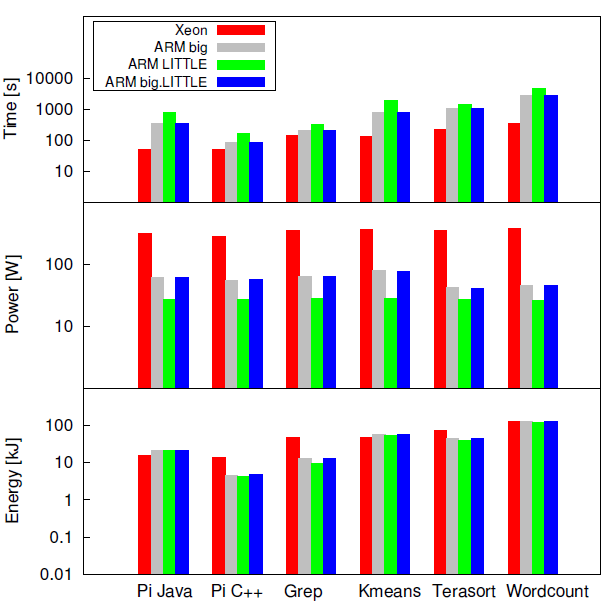 Xeon
ARM big
ARM LITTLE
ARM big.LITTLE
Time [s]
10000
1000
100
10
Power [W]
100
10
Energy [kJ]
100
10
1
0.1
0.01
Pi Java Pi C++ Grep Kmeans Terasort Wordcount